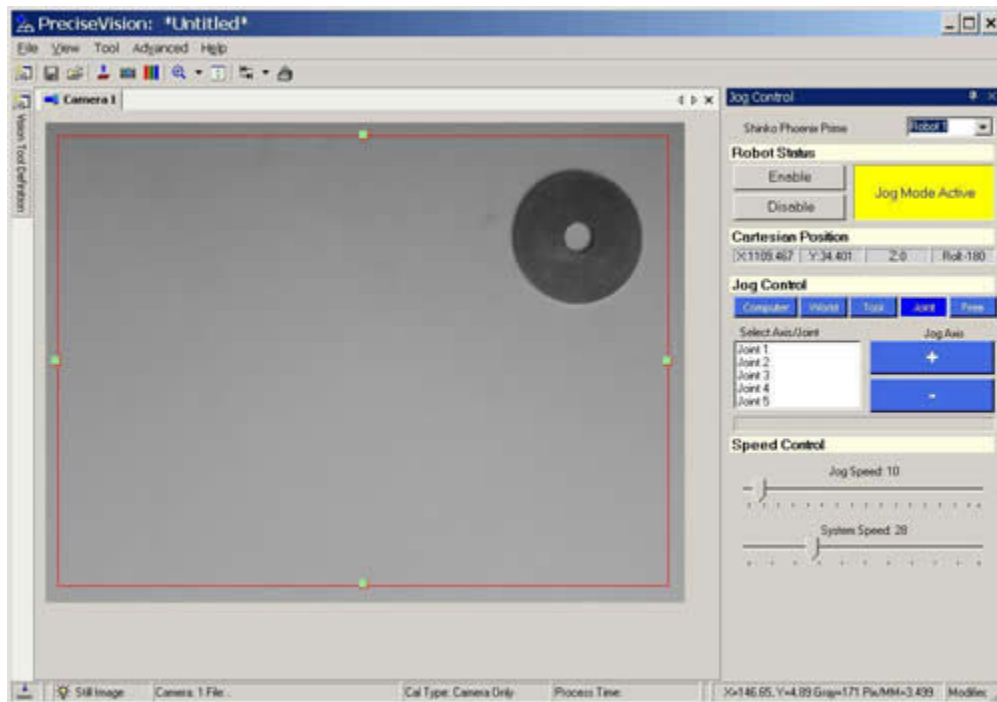 PreciseVision: *Untitled*
File View Tool Advanced Help
Camera 1
Vision Tool Definition
Jog Control
Shinko Phoenix Prime Robot 1
Robot Status
Enable
Disable
Jog Mode Active
Cartesian Position
X:1109.467 Y:34.401 Z:0 Roll:-180
Jog Control
Computer World Tool Joint Free
Select Axis/Joint Jog Axis
Joint 1
Joint 2
Joint 3
Joint 4
Joint 5
+
-
Speed Control
Jog Speed: 10
System Speed: 28
Still Image Camera: 1 File:.. Cal Type: Camera Only Process Time: X=146.65, Y=4.89 Gray=171 Pix/MM=3.499 Modified